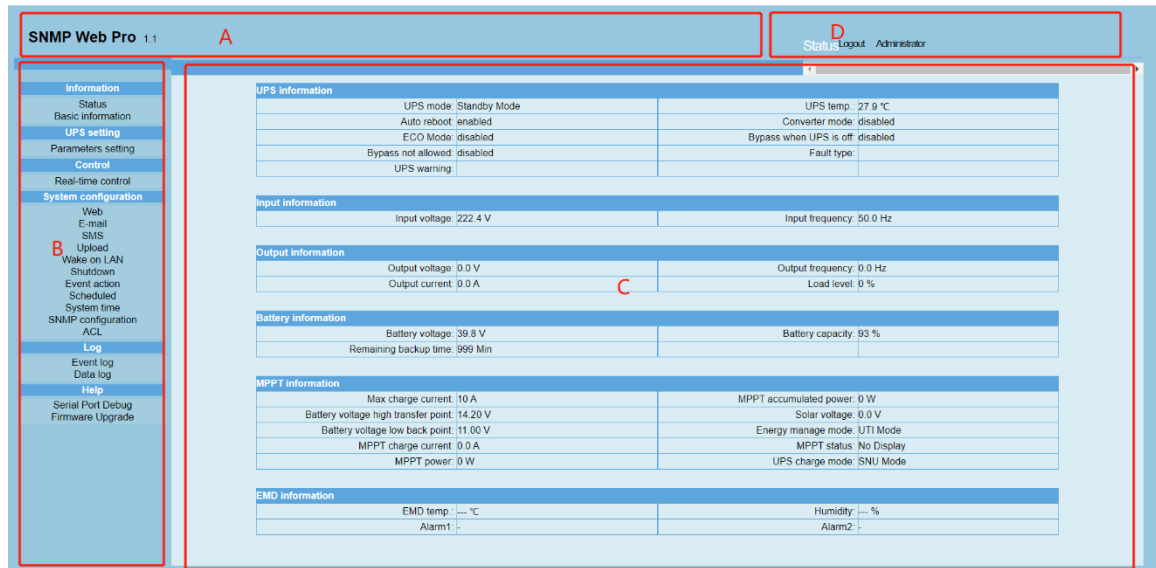 SNMP Web Pro 1.1
A
D
Status Logout Administrator
Information
Status
Basic information
UPS setting
Parameters setting
Control
Real-time control
System configuration
Web
E-mail
SMS
B
Upload
Wake on LAN
Shutdown
Event action
Scheduled
System time
SNMP configuration
ACL
Log
Event log
Data log
Help
Serial Port Debug
Firmware Upgrade
UPS information
UPS mode: Standby Mode UPS temp.: 27.9 ℃
Auto reboot: enabled Converter mode: disabled
ECO Mode: disabled Bypass when UPS is off: disabled
Bypass not allowed: disabled Fault type:
UPS warning:
Input information
Input voltage: 222.4 V Input frequency: 50.0 Hz
Output information
Output voltage: 0.0 V Output frequency: 0.0 Hz
Output current: 0.0 A Load level: 0 %
C
Battery information
Battery voltage: 39.8 V Battery capacity: 93 %
Remaining backup time: 999 Min
MPPT information
Max charge current: 10 A MPPT accumulated power: 0 W
Battery voltage high transfer point: 14.20 V Solar voltage: 0.0 V
Battery voltage low back point: 11.00 V Energy manage mode: UTI Mode
MPPT charge current: 0.0 A MPPT status: No Display
MPPT power: 0 W UPS charge mode: SNU Mode
EMD information
EMD temp.: --- ℃ Humidity: --- %
Alarm1: - Alarm2: -